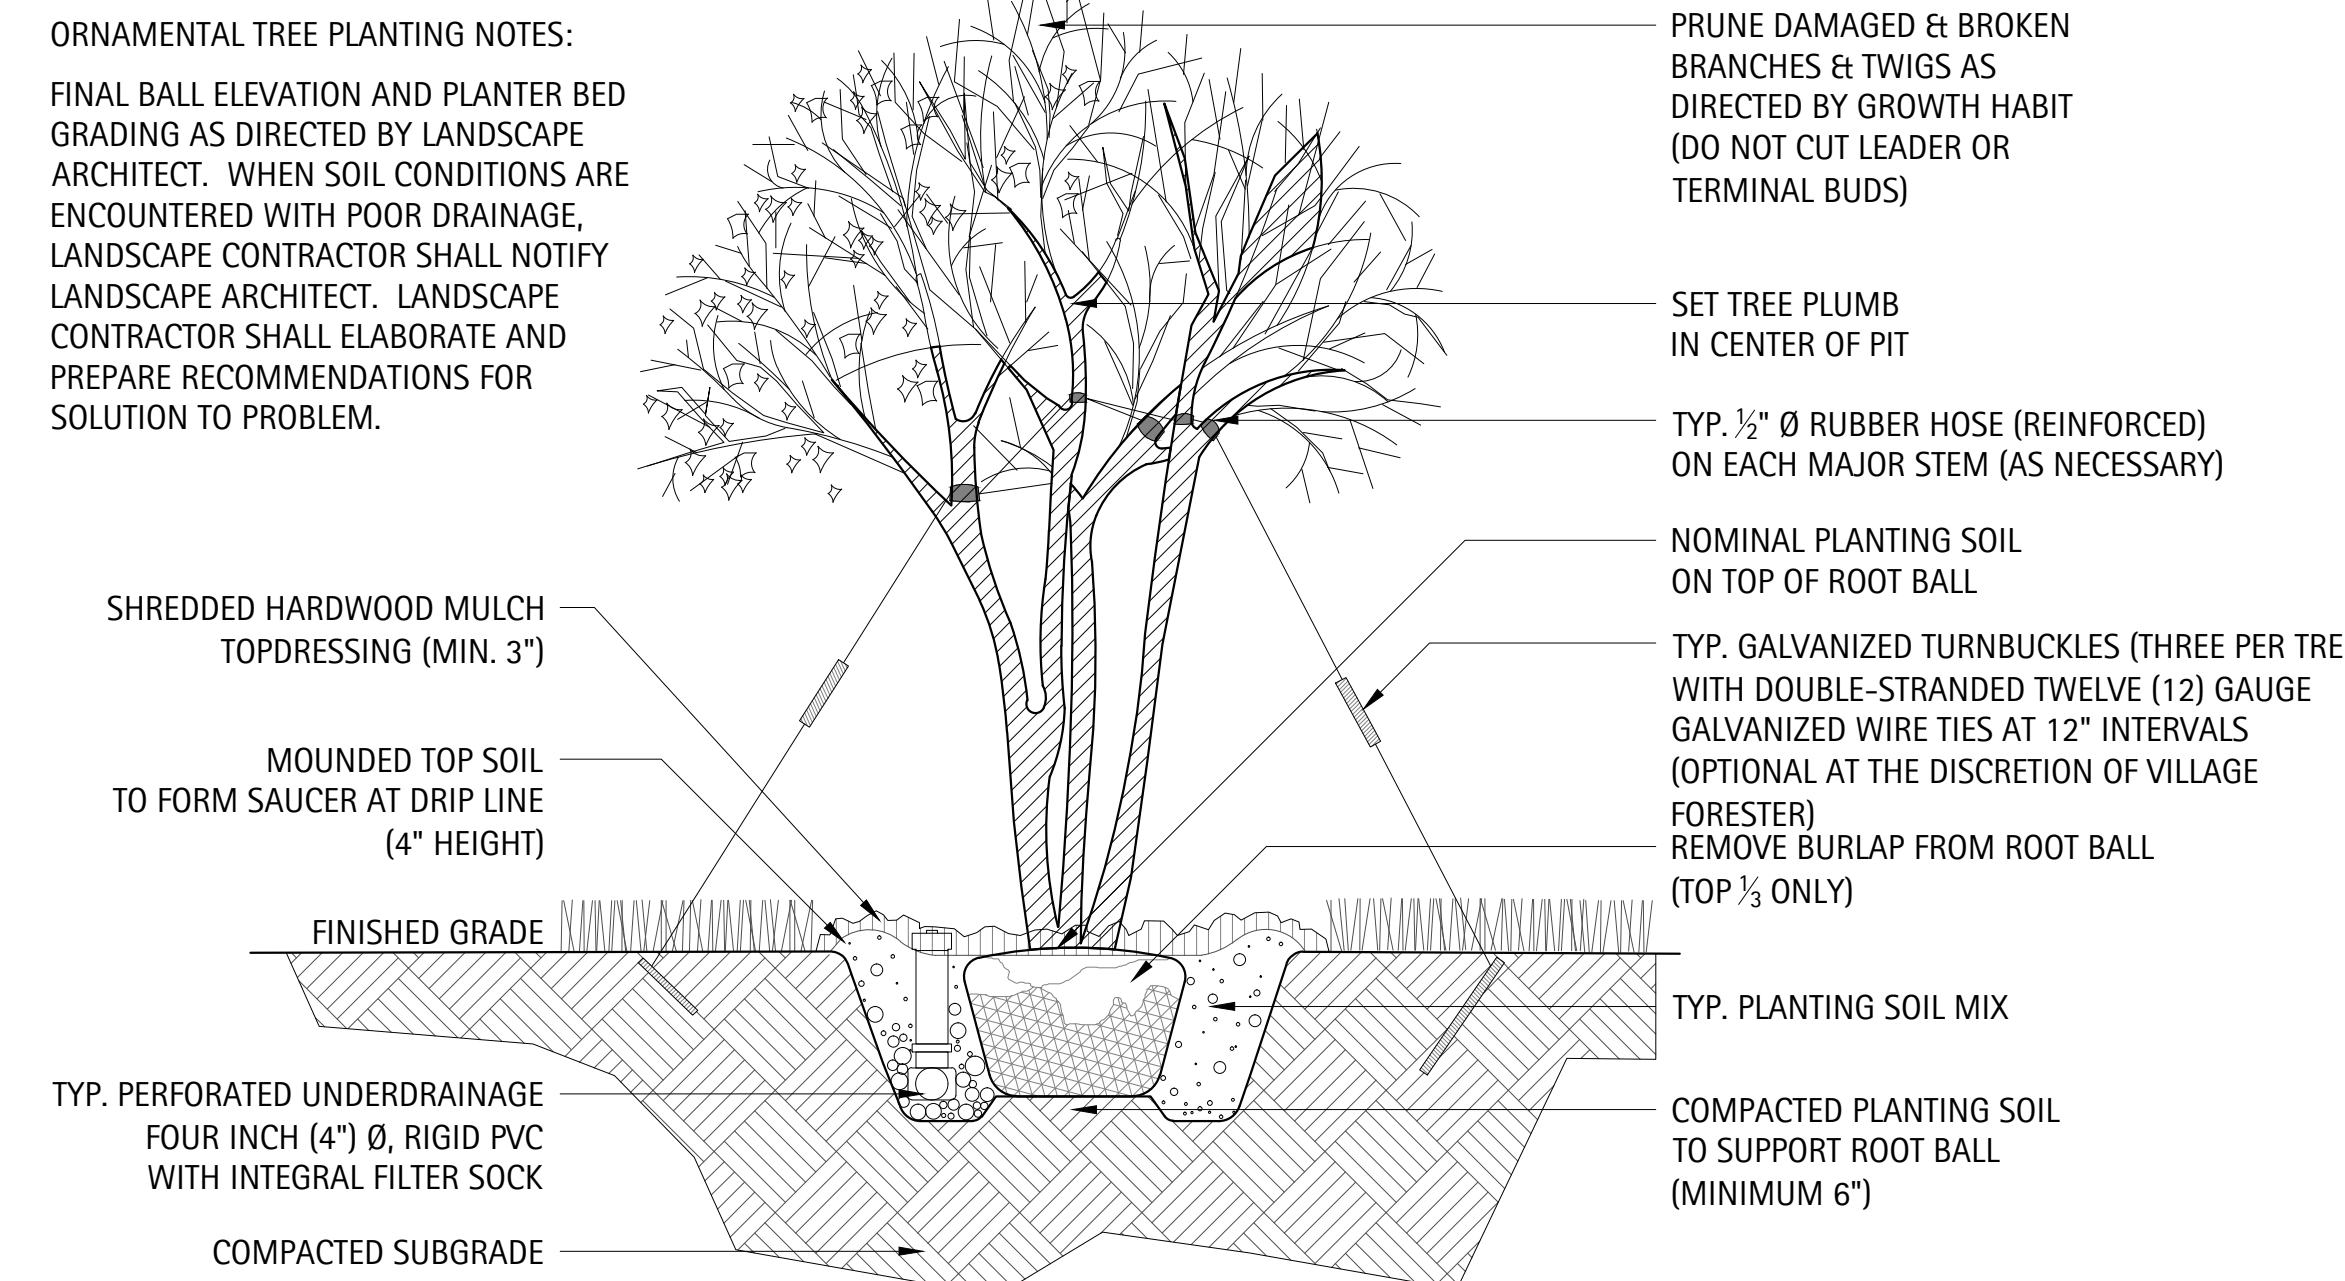 ORNAMENTAL TREE PLANTING NOTES:
FINAL BALL ELEVATION AND PLANTER BED
GRADING AS DIRECTED BY LANDSCAPE
ARCHITECT. WHEN SOIL CONDITIONS ARE
ENCOUNTERED WITH POOR DRAINAGE,
LANDSCAPE CONTRACTOR SHALL NOTIFY
LANDSCAPE ARCHITECT. LANDSCAPE
CONTRACTOR SHALL ELABORATE AND
PREPARE RECOMMENDATIONS FOR
SOLUTION TO PROBLEM.
SHREDDED HARDWOOD MULCH
TOPDRESSING (MIN. 3")
MOUNDED TOP SOIL
TO FORM SAUCER AT DRIP LINE
(4" HEIGHT)
FINISHED GRADE
TYP. PERFORATED UNDERDRAINAGE
FOUR INCH (4") Ø, RIGID PVC
WITH INTEGRAL FILTER SOCK
COMPACTED SUBGRADE
PRUNE DAMAGED & BROKEN
BRANCHES & TWIGS AS
DIRECTED BY GROWTH HABIT
(DO NOT CUT LEADER OR
TERMINAL BUDS)
SET TREE PLUMB
IN CENTER OF PIT
TYP. ½" Ø RUBBER HOSE (REINFORCED)
ON EACH MAJOR STEM (AS NECESSARY)
NOMINAL PLANTING SOIL
ON TOP OF ROOT BALL
TYP. GALVANIZED TURNBUCKLES (THREE PER TRE
WITH DOUBLE-STRANDED TWELVE (12) GAUGE
GALVANIZED WIRE TIES AT 12" INTERVALS
(OPTIONAL AT THE DISCRETION OF VILLAGE
FORESTER)
REMOVE BURLAP FROM ROOT BALL
(TOP ⅓ ONLY)
TYP. PLANTING SOIL MIX
COMPACTED PLANTING SOIL
TO SUPPORT ROOT BALL
(MINIMUM 6")